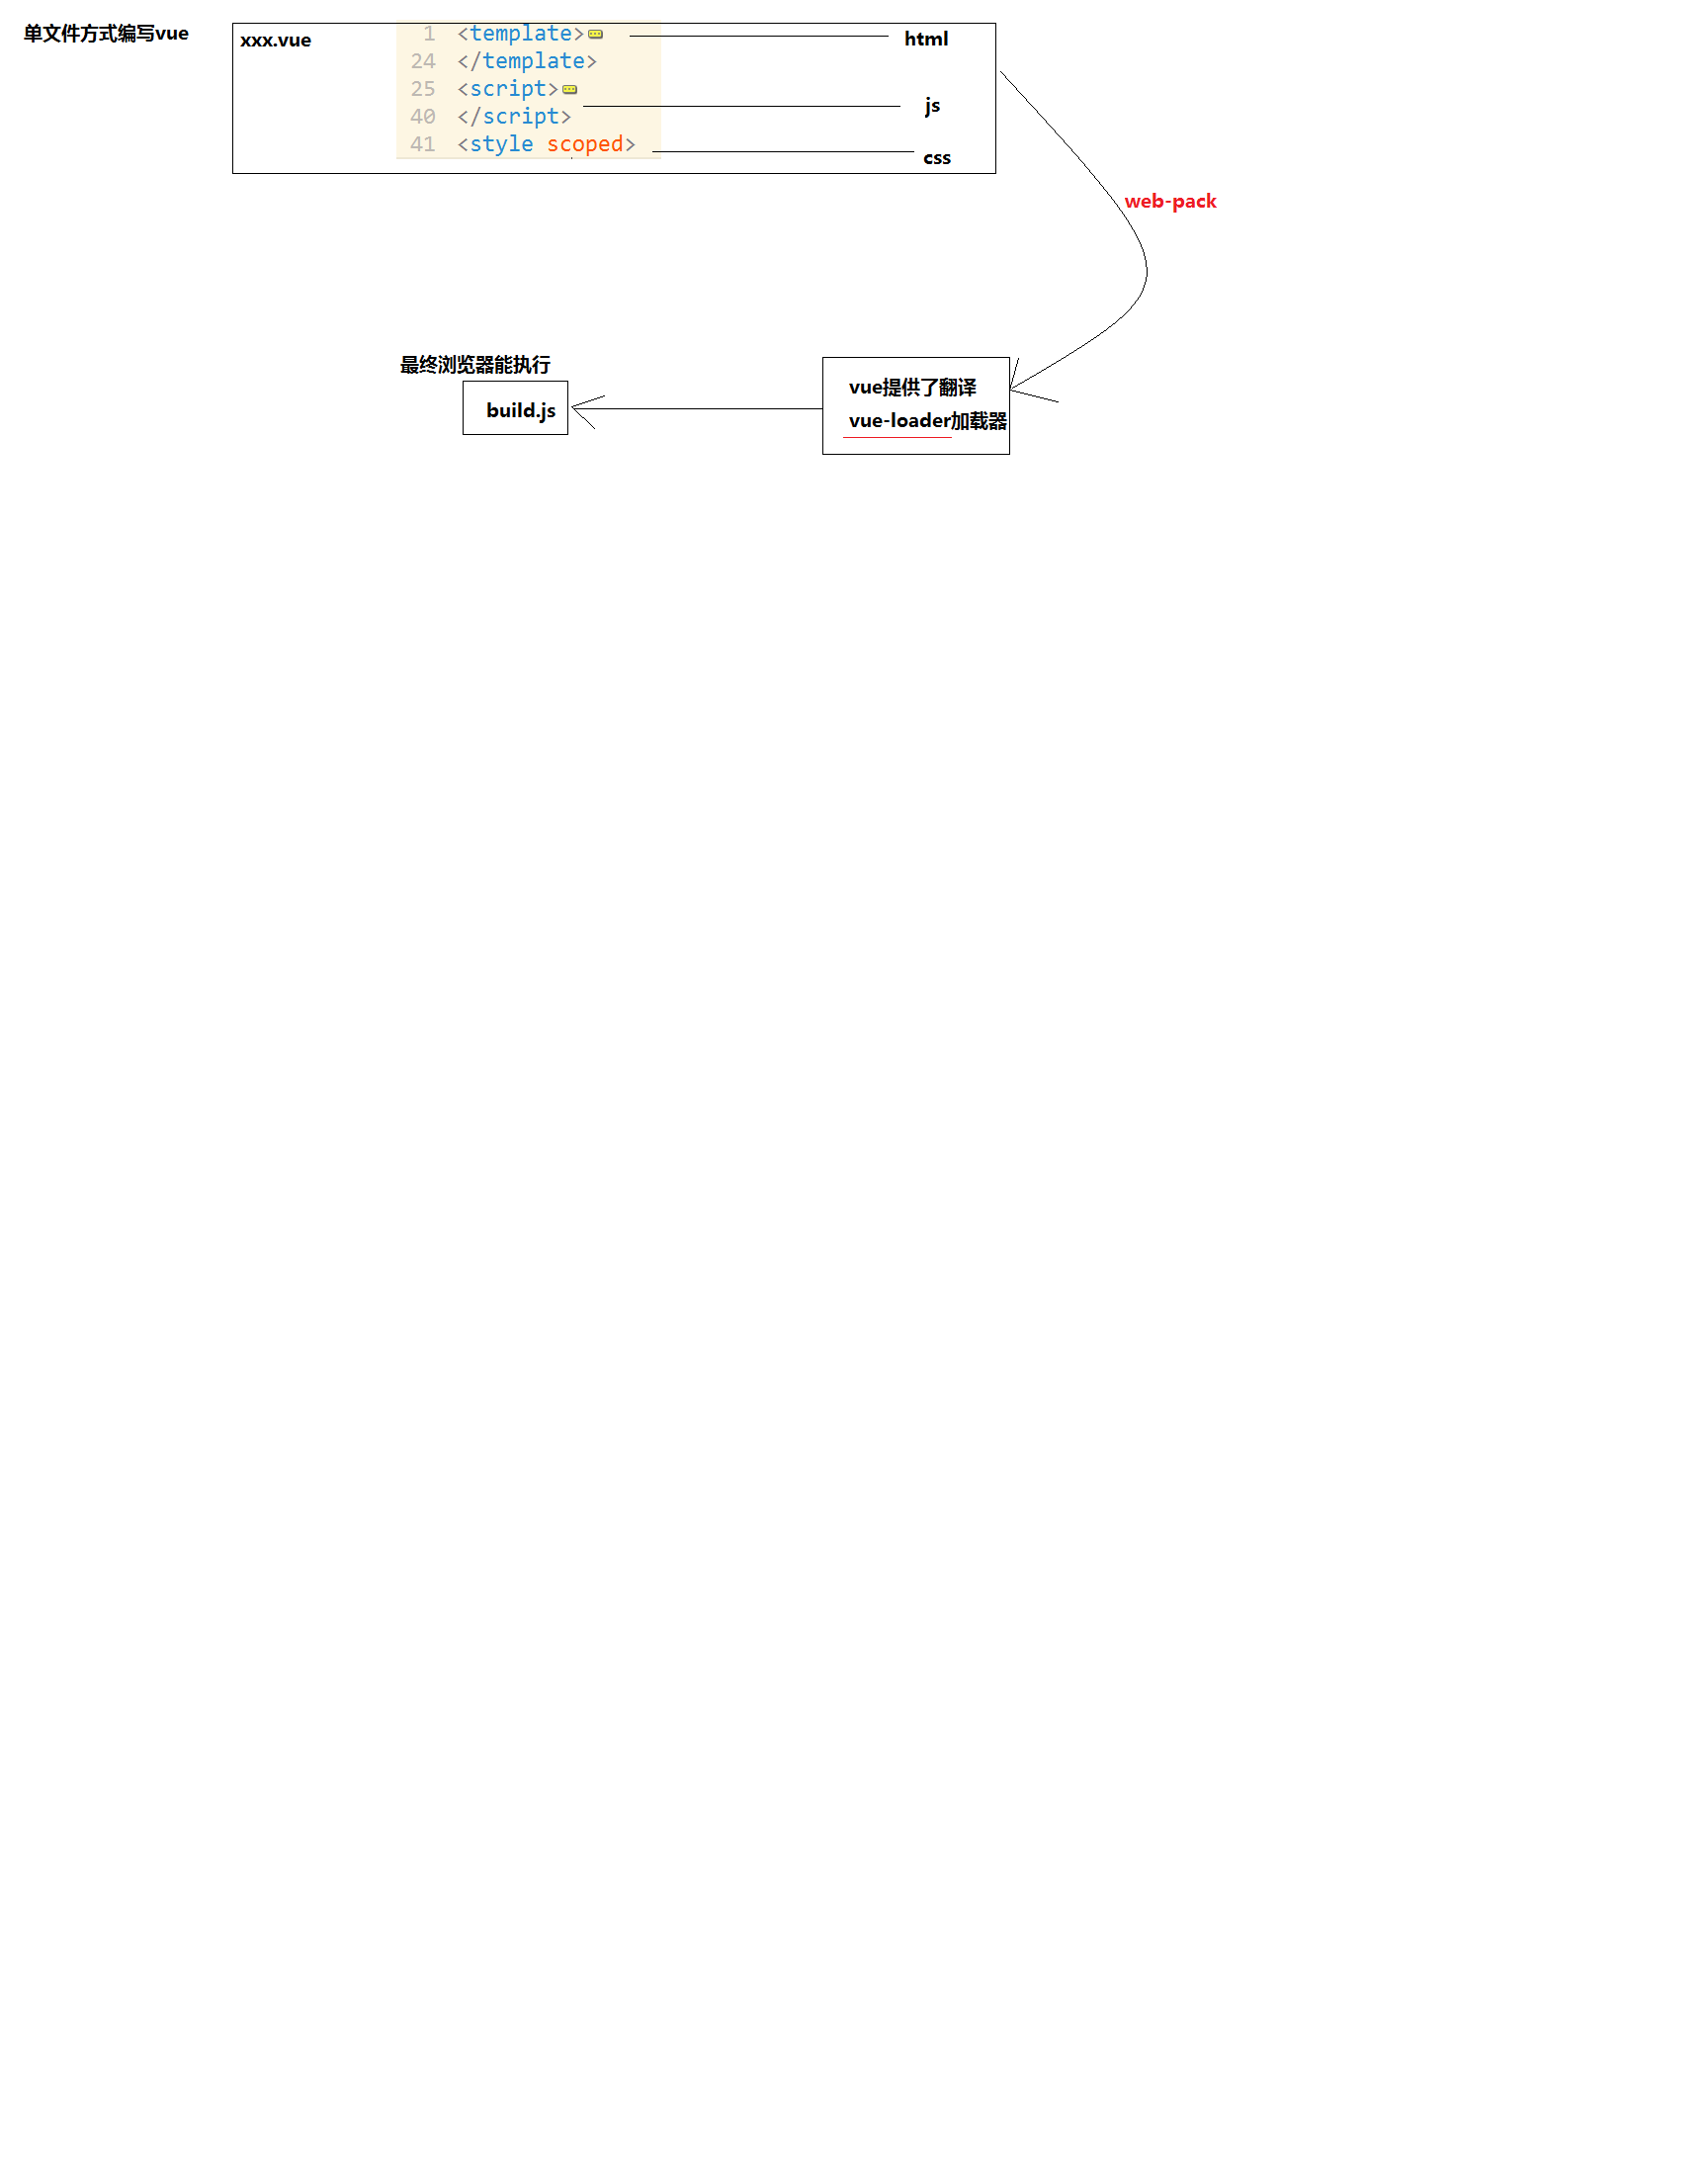 单文件方式编写vue
xxx.vue
1 <template>
24 </template>
25 <script>
40 </script>
41 <style scoped>
html
js
css
web-pack
最终浏览器能执行
build.js
vue提供了翻译
vue-loader加载器